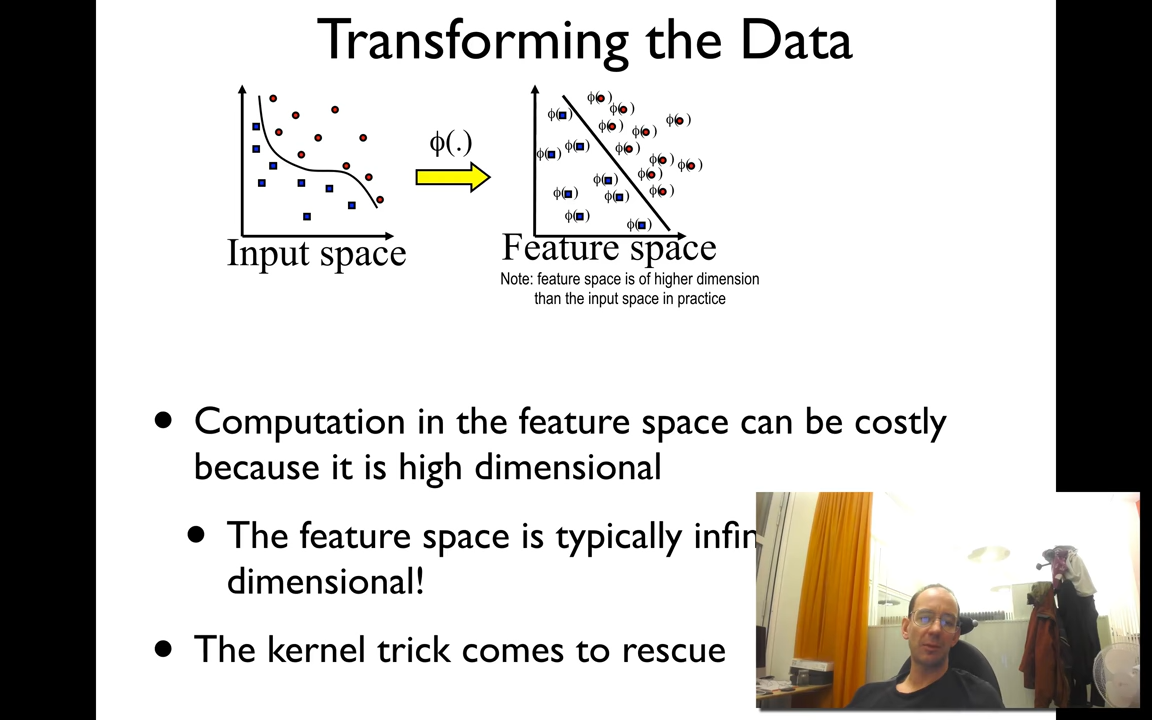 Transforming the Data
ϕ( )
ϕ( )
ϕ( )
ϕ( )
ϕ( )
ϕ( )
ϕ(.)
ϕ( )
ϕ( )
ϕ( )
ϕ( )
ϕ( )
ϕ( )
ϕ( )
ϕ( )
ϕ( )
ϕ( )
ϕ( )
ϕ( )
Input space
Feature space
Note: feature space is of higher dimension
than the input space in practice
• Computation in the feature space can be costly
because it is high dimensional
• The feature space is typically infin
dimensional!
• The kernel trick comes to rescue